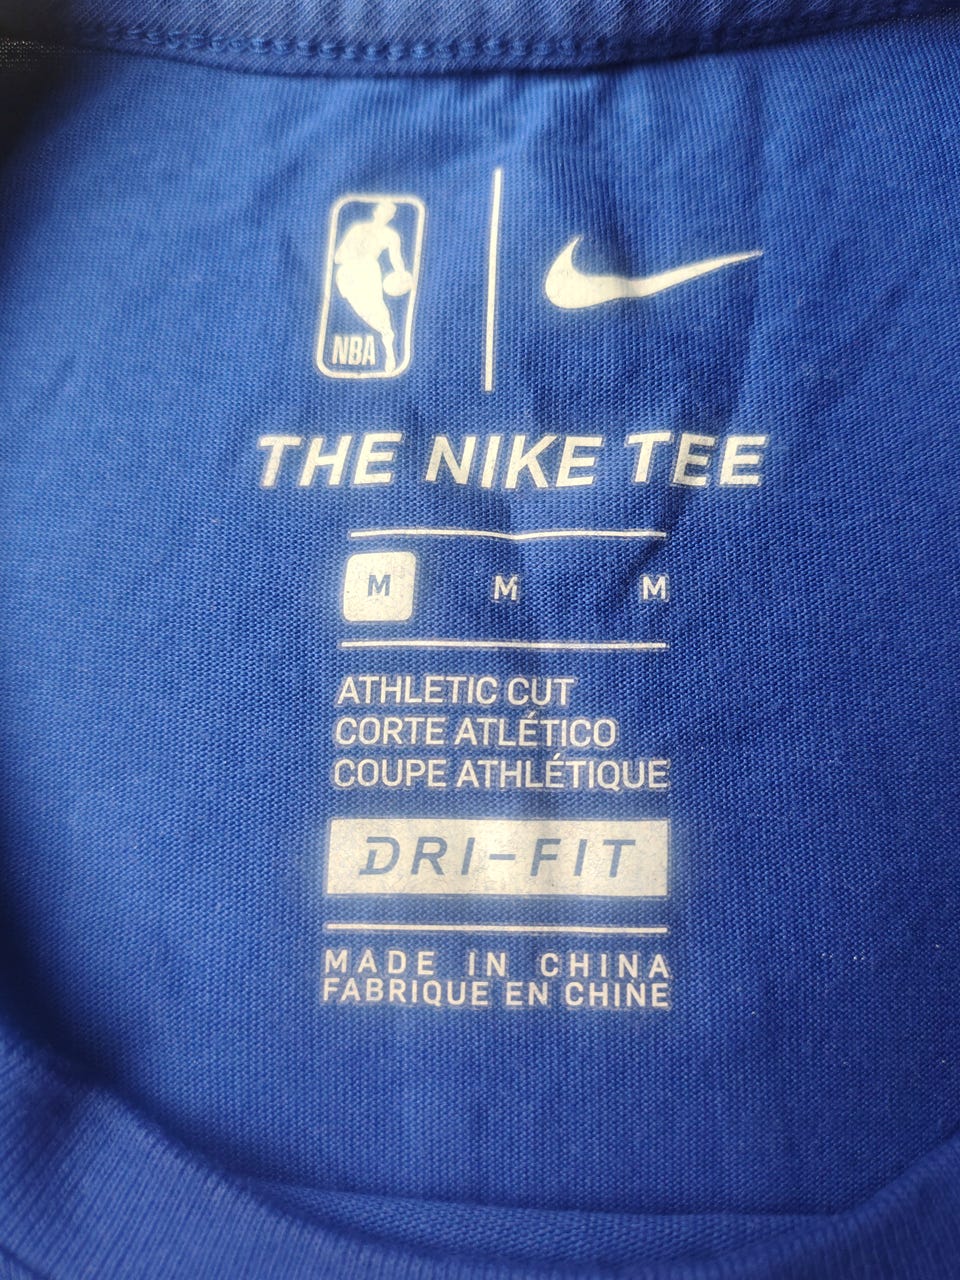 NBA
THE NIKE TEE
M M M
ATHLETIC CUT
CORTE ATLÉTICO
COUPE ATHLÉTIQUE
DRI-FIT
MADE IN CHINA
FABRIQUE EN CHINE